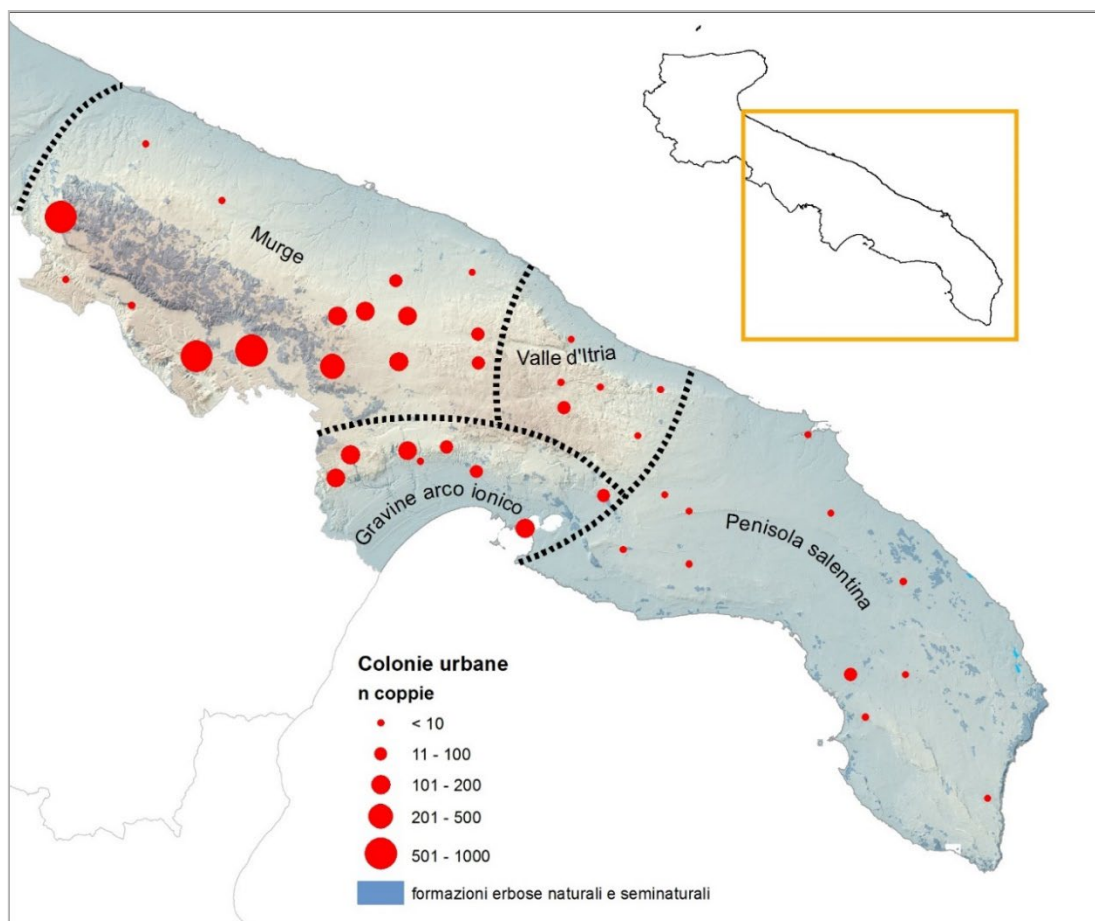 Murge
Valle d'Itria
Gravine arco ionico
Penisola salentina
Colonie urbane
n coppie
< 10
11 - 100
101 - 200
201 - 500
501 - 1000
formazioni erbose naturali e seminaturali